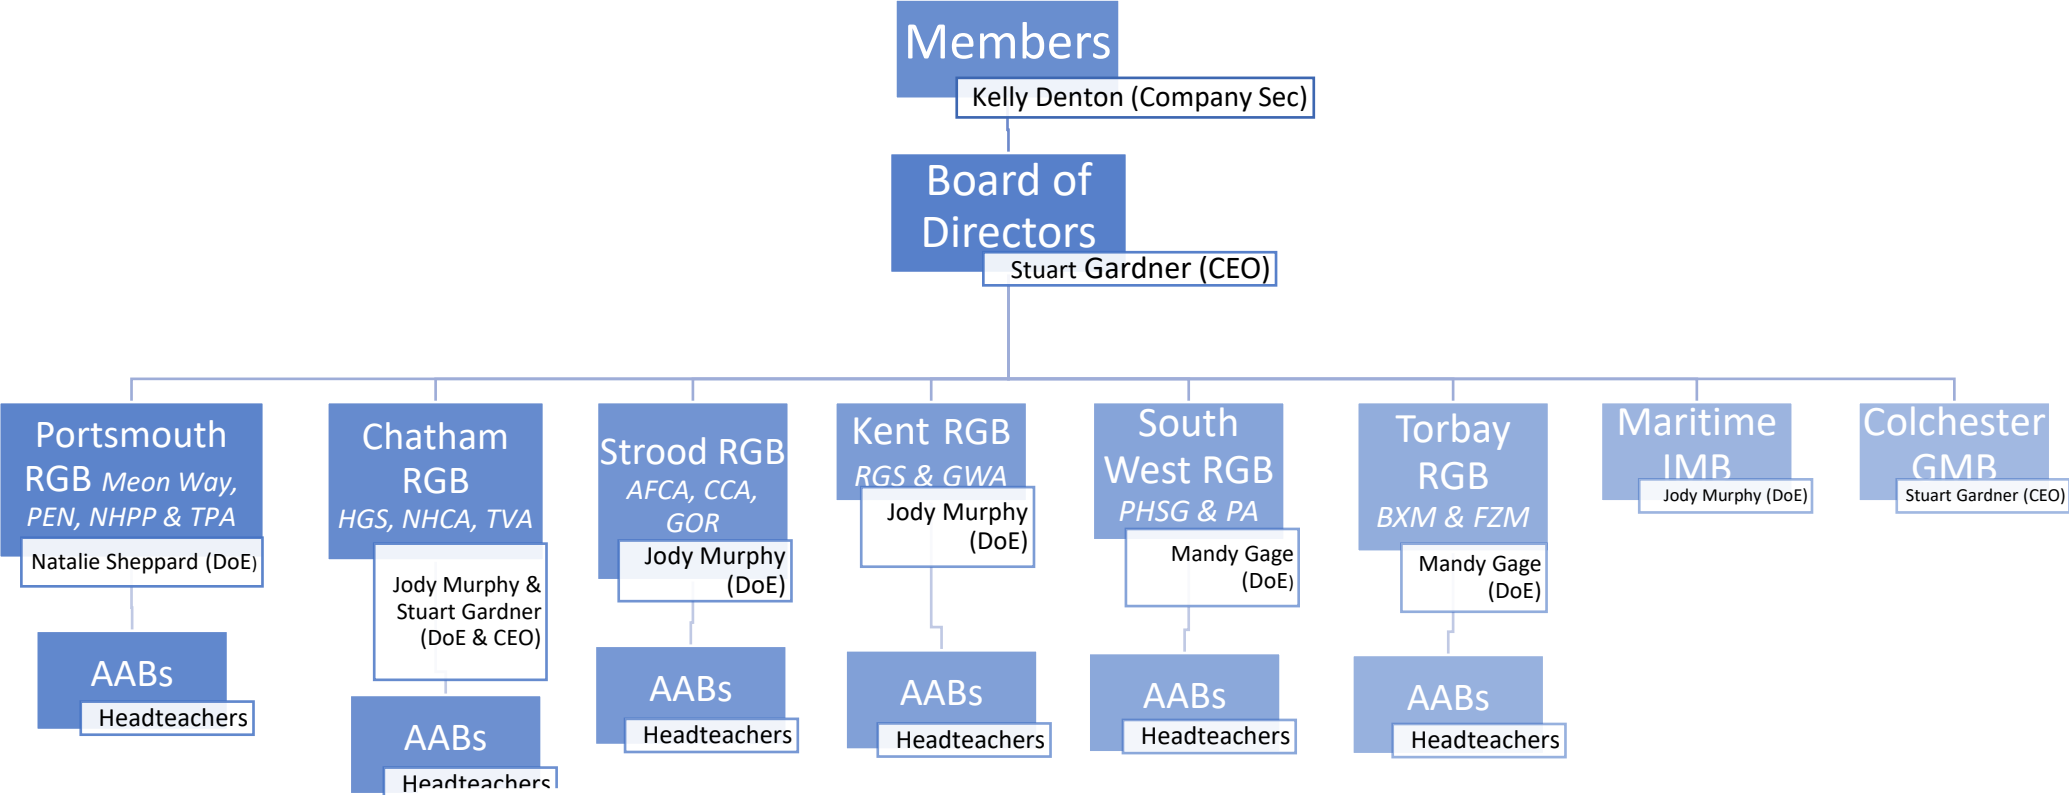 Members
Kelly Denton (Company Sec)
Board of
Directors
Stuart Gardner (CEO)
Portsmouth
RGB Meon Way,
PEN, NHPP & TPA
Natalie Sheppard (DoE)
AABs
Headteachers
Chatham
RGB
HGS, NHCA, TVA
Jody Murphy &
Stuart Gardner
(DoE & CEO)
AABs
Headteachers
Strood RGB
AFCA, CCA,
GOR
Jody Murphy
(DoE)
AABs
Headteachers
Kent RGB
RGS & GWA
Jody Murphy
(DoE)
AABs
Headteachers
South
West RGB
PHSG & PA
Mandy Gage
(DoE)
AABs
Headteachers
Torbay
RGB
BXM & FZM
Mandy Gage
(DoE)
AABs
Headteachers
Maritime
IMB
Jody Murphy (DoE)
Colchester
GMB
Stuart Gardner (CEO)